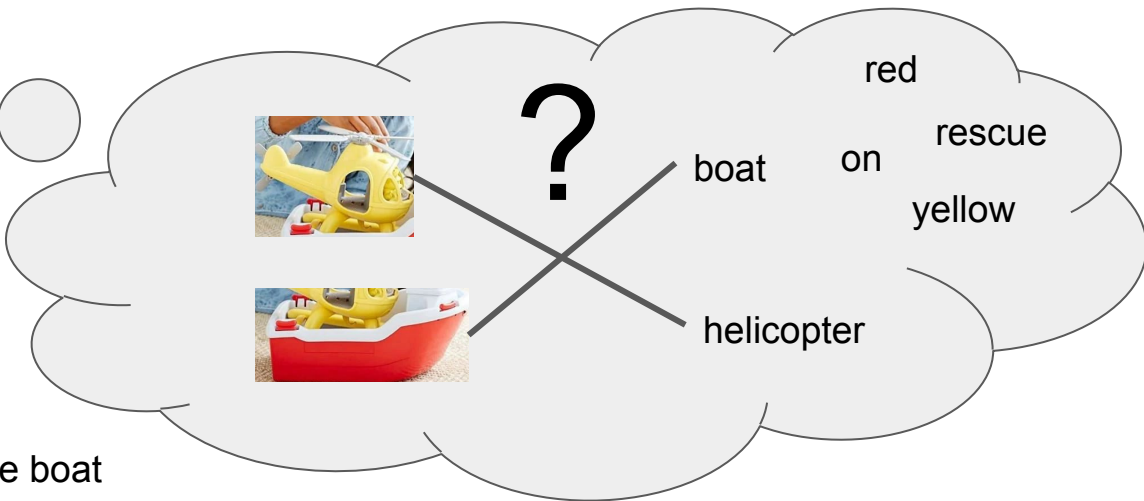 ?
red
rescue
on
boat
yellow
helicopter
e boat